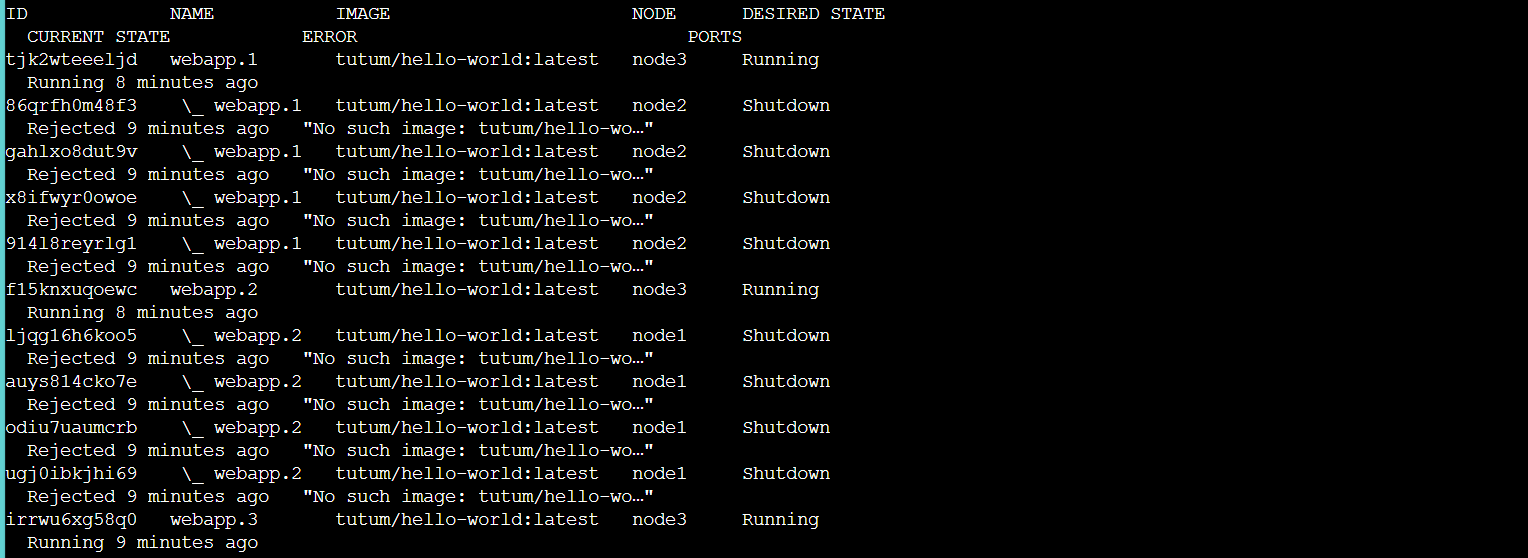 ID             NAME           IMAGE                      NODE      DESIRED STATE
  CURRENT STATE            ERROR                              PORTS
tjk2wteeeljd   webapp.1       tutum/hello-world:latest   node3     Running
  Running 8 minutes ago
86qrfh0m48f3    \_ webapp.1   tutum/hello-world:latest   node2     Shutdown
  Rejected 9 minutes ago   "No such image: tutum/hello-wo…"
gahlxo8dut9v    \_ webapp.1   tutum/hello-world:latest   node2     Shutdown
  Rejected 9 minutes ago   "No such image: tutum/hello-wo…"
x8ifwyr0owoe    \_ webapp.1   tutum/hello-world:latest   node2     Shutdown
  Rejected 9 minutes ago   "No such image: tutum/hello-wo…"
914l8reyrlg1    \_ webapp.1   tutum/hello-world:latest   node2     Shutdown
  Rejected 9 minutes ago   "No such image: tutum/hello-wo…"
f15knxuqoewc   webapp.2       tutum/hello-world:latest   node3     Running
  Running 8 minutes ago
ljqg16h6koo5    \_ webapp.2   tutum/hello-world:latest   node1     Shutdown
  Rejected 9 minutes ago   "No such image: tutum/hello-wo…"
auys814cko7e    \_ webapp.2   tutum/hello-world:latest   node1     Shutdown
  Rejected 9 minutes ago   "No such image: tutum/hello-wo…"
odiu7uaumcrb    \_ webapp.2   tutum/hello-world:latest   node1     Shutdown
  Rejected 9 minutes ago   "No such image: tutum/hello-wo…"
ugj0ibkjhi69    \_ webapp.2   tutum/hello-world:latest   node1     Shutdown
  Rejected 9 minutes ago   "No such image: tutum/hello-wo…"
irrwu6xg58q0   webapp.3       tutum/hello-world:latest   node3     Running
  Running 9 minutes ago